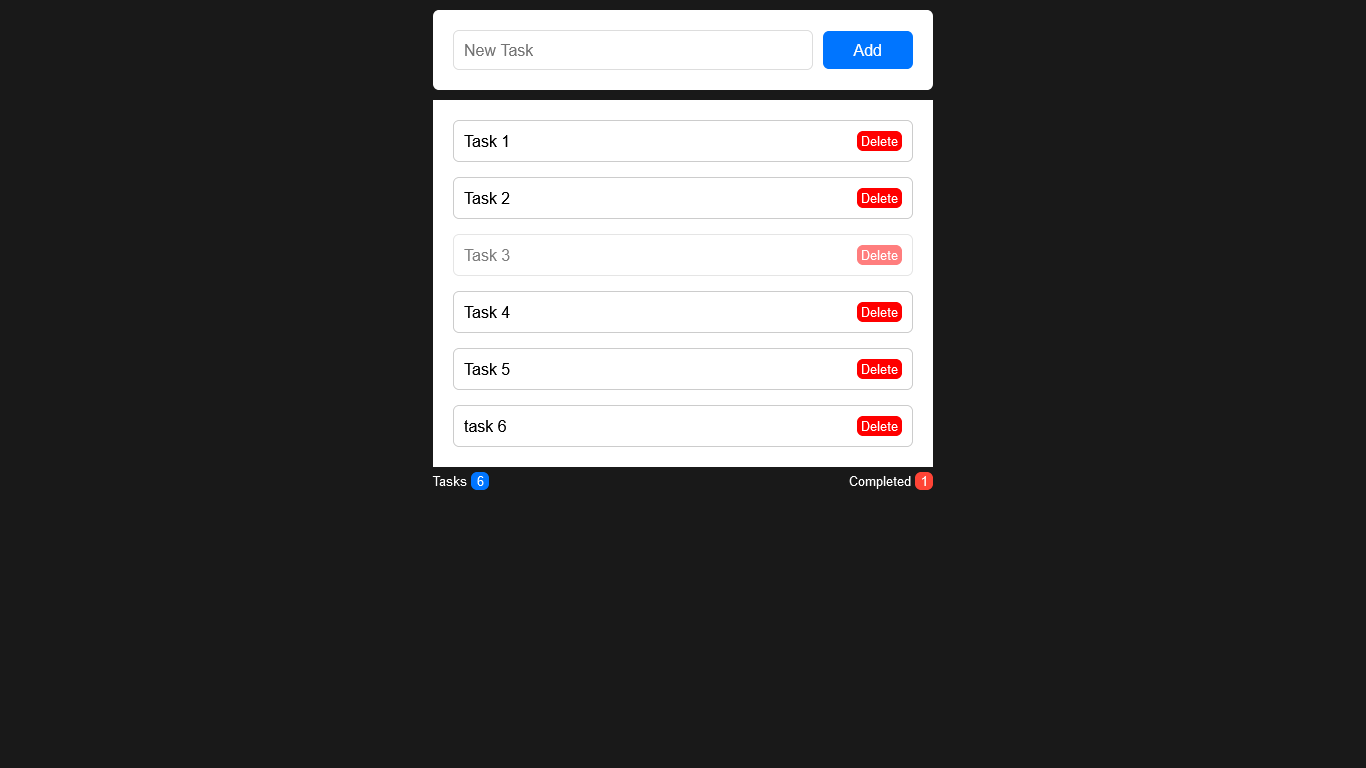 New Task Add
Task 1 Delete
Task 2 Delete
Task 3 Delete
Task 4 Delete
Task 5 Delete
task 6 Delete
Tasks 6 Completed 1